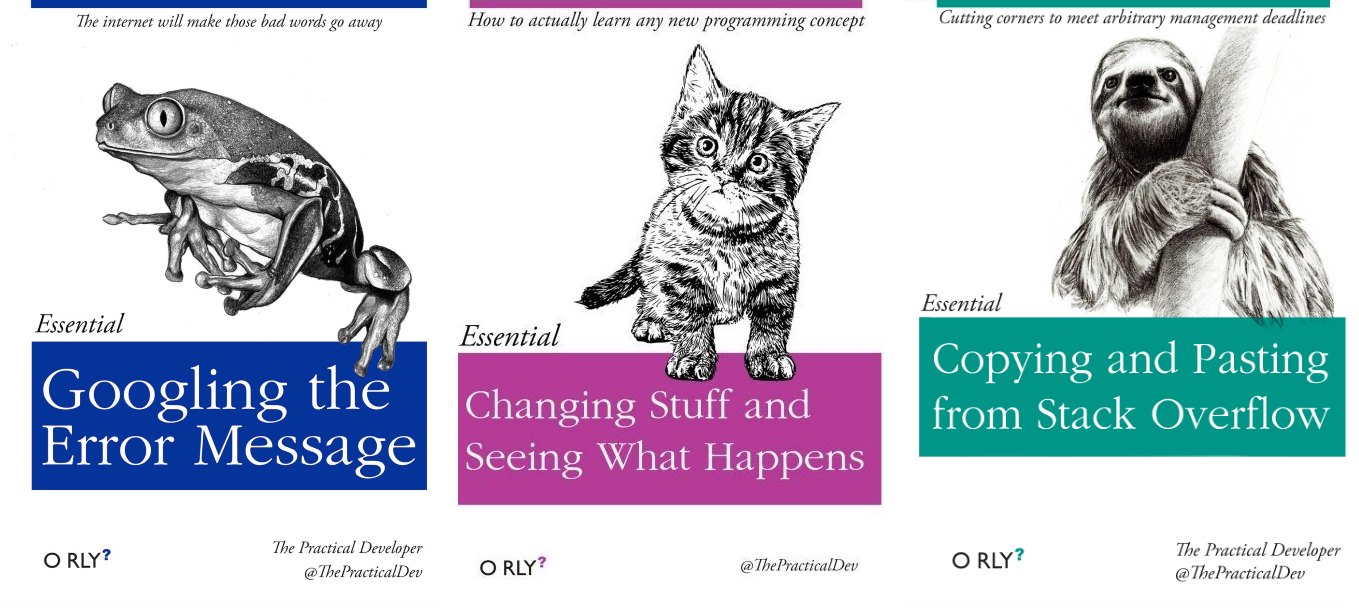 The internet will make those bad words go away
Essential
Googling the
Error Message
O RLY?
The Practical Developer
@ThePracticalDev
How to actually learn any new programming concept
Essential
Changing Stuff and
Seeing What Happens
O RLY?
@ThePracticalDev
Cutting corners to meet arbitrary management deadlines
Essential
Copying and Pasting
from Stack Overflow
O RLY?
The Practical Developer
@ThePracticalDev